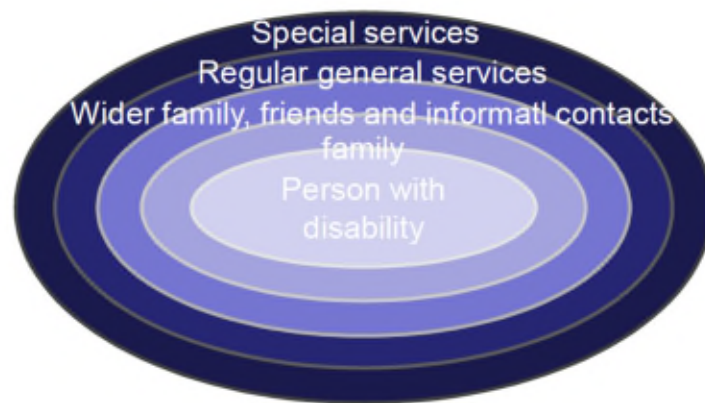 Special services
Regular general services
Wider family, friends and informatl contacts
family
Person with
disability